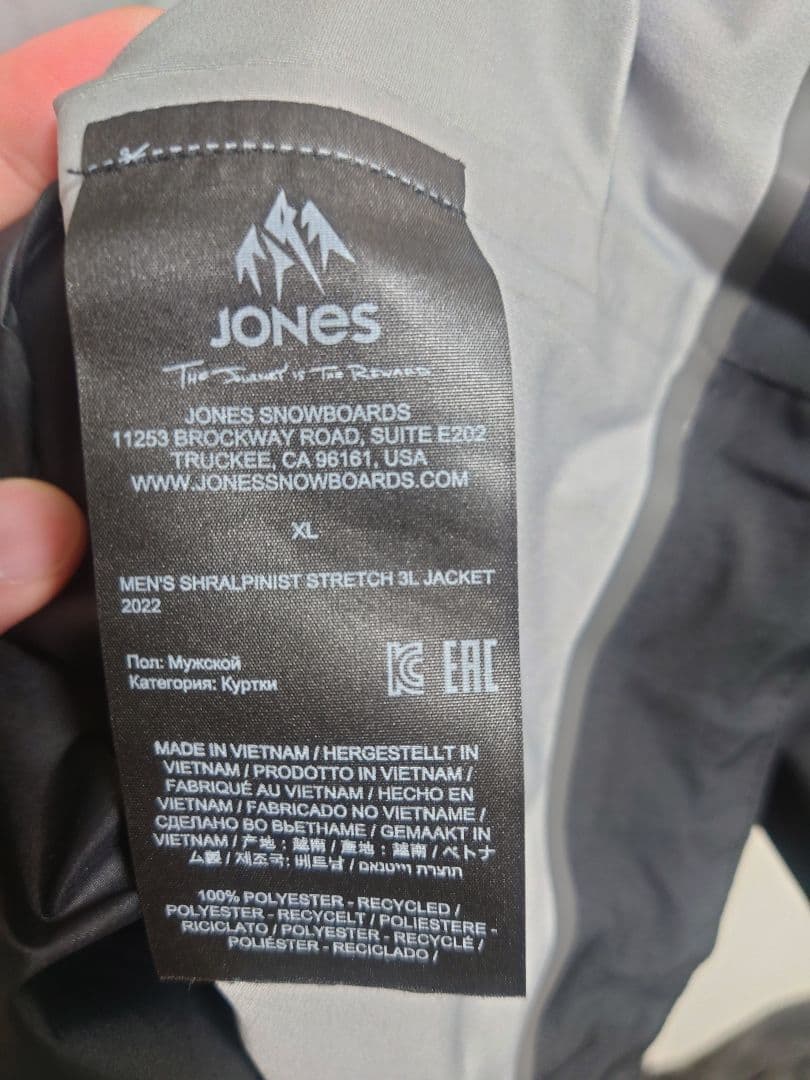 JONES
THE JOURNEY IS THE REWARD
JONES SNOWBOARDS
11253 BROCKWAY ROAD, SUITE E202
TRUCKEE, CA 96161, USA
WWW.JONESSNOWBOARDS.COM
XL
MEN'S SHRALPINIST STRETCH 3L JACKET
2022
Пол: Мужской
Категория: Куртки
EAC
MADE IN VIETNAM / HERGESTELLT IN
VIETNAM / PRODOTTO IN VIETNAM /
FABRIQUÉ AU VIETNAM / HECHO EN
VIETNAM / FABRICADO NO VIETNAME /
СДЕЛАНО ВО ВЬЕТНАМЕ / GEMAAKT IN
VIETNAM / 产地：越南 / 產地：越南 / ベトナ
ム製 / 제조국: 베트남 / תוצרת וייטנאם
100% POLYESTER - RECYCLED /
POLYESTER - RECYCELT / POLIESTERE -
RICICLATO / POLYESTER - RECYCLÉ /
POLIÉSTER - RECICLADO /